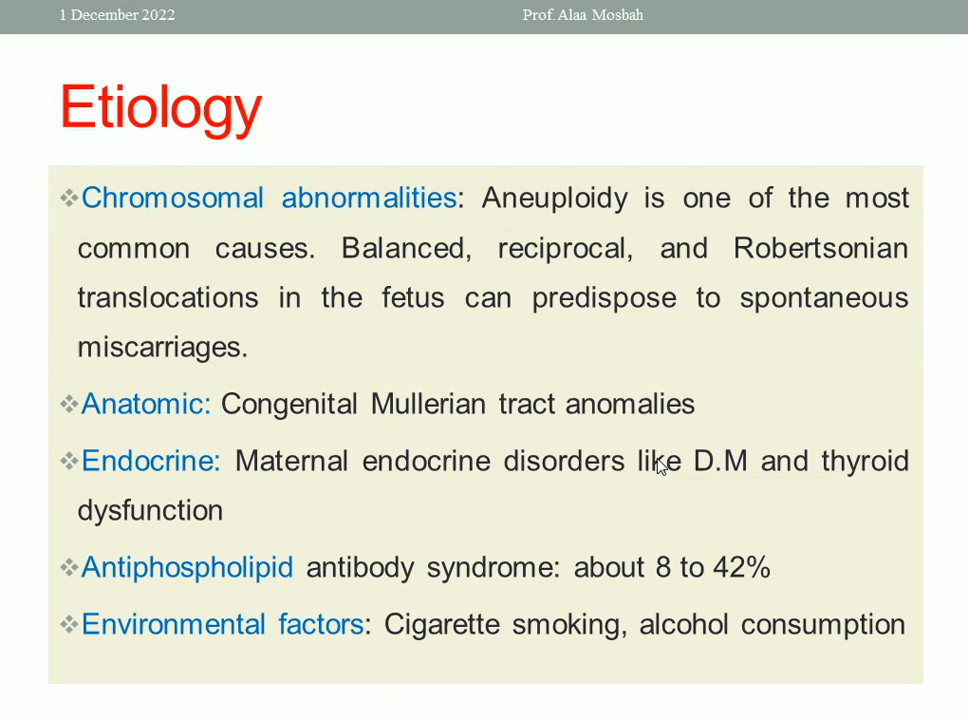 1 December 2022 Prof. Alaa Mosbah
Etiology
❖Chromosomal abnormalities: Aneuploidy is one of the most
common causes. Balanced, reciprocal, and Robertsonian
translocations in the fetus can predispose to spontaneous
miscarriages.
❖Anatomic: Congenital Mullerian tract anomalies
❖Endocrine: Maternal endocrine disorders like D.M and thyroid
dysfunction
❖Antiphospholipid antibody syndrome: about 8 to 42%
❖Environmental factors: Cigarette smoking, alcohol consumption